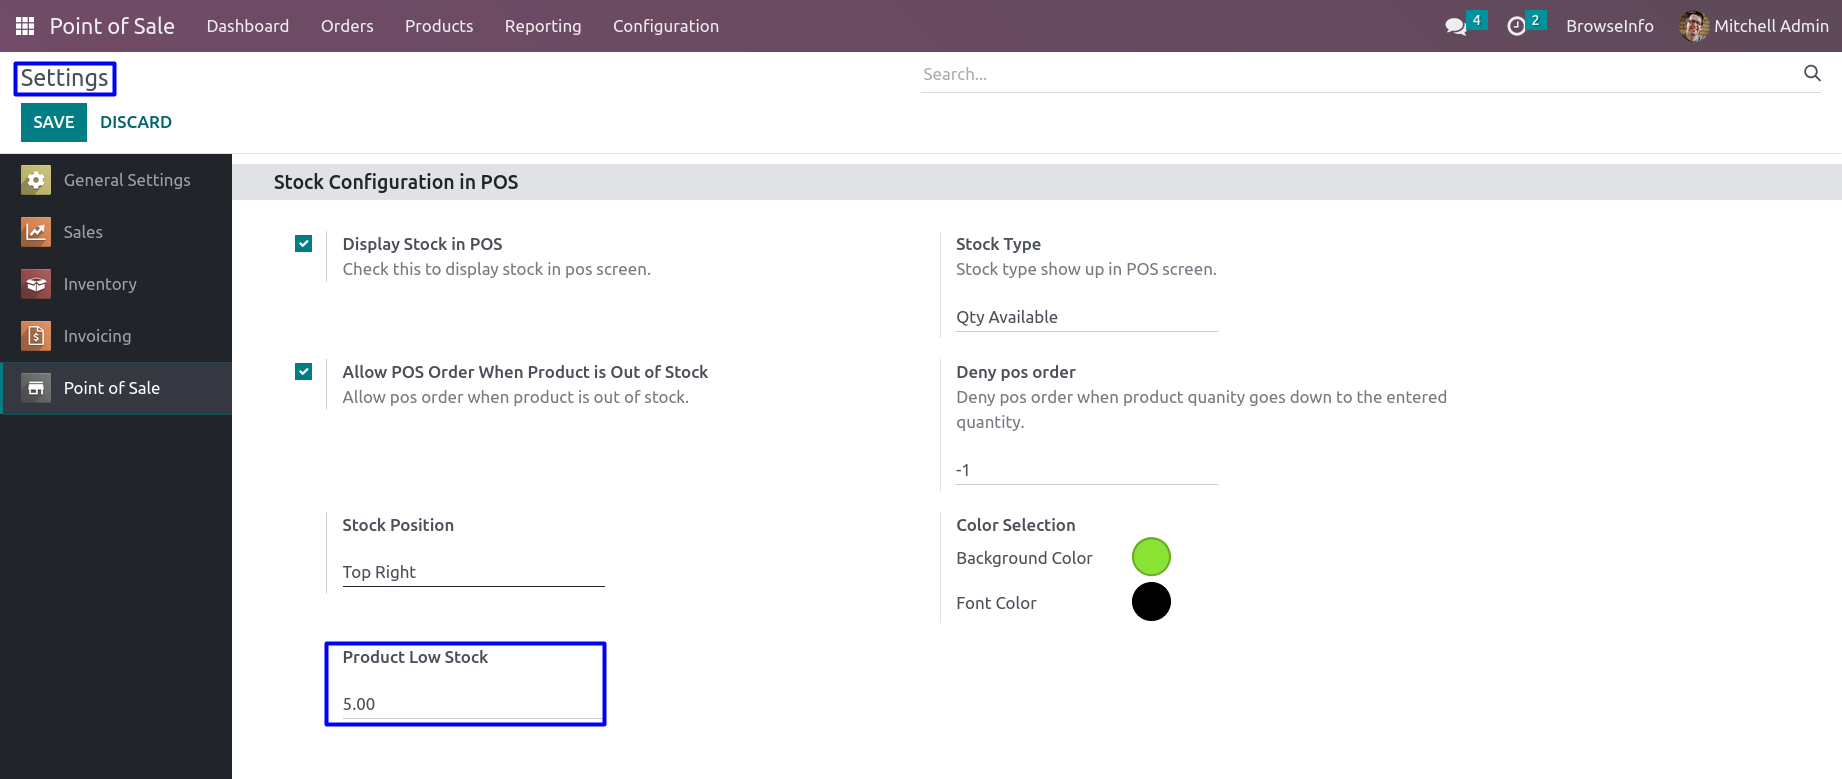 Point of Sale Dashboard Orders Products Reporting Configuration 4 2 BrowseInfo Mitchell Admin
Settings
Search...
SAVE DISCARD
General Settings
Sales
Inventory
Invoicing
Point of Sale
Stock Configuration in POS
Display Stock in POS
Check this to display stock in pos screen.
Stock Type
Stock type show up in POS screen.
Qty Available
Allow POS Order When Product is Out of Stock
Allow pos order when product is out of stock.
Deny pos order
Deny pos order when product quanity goes down to the entered
quantity.
-1
Stock Position
Top Right
Color Selection
Background Color
Font Color
Product Low Stock
5.00